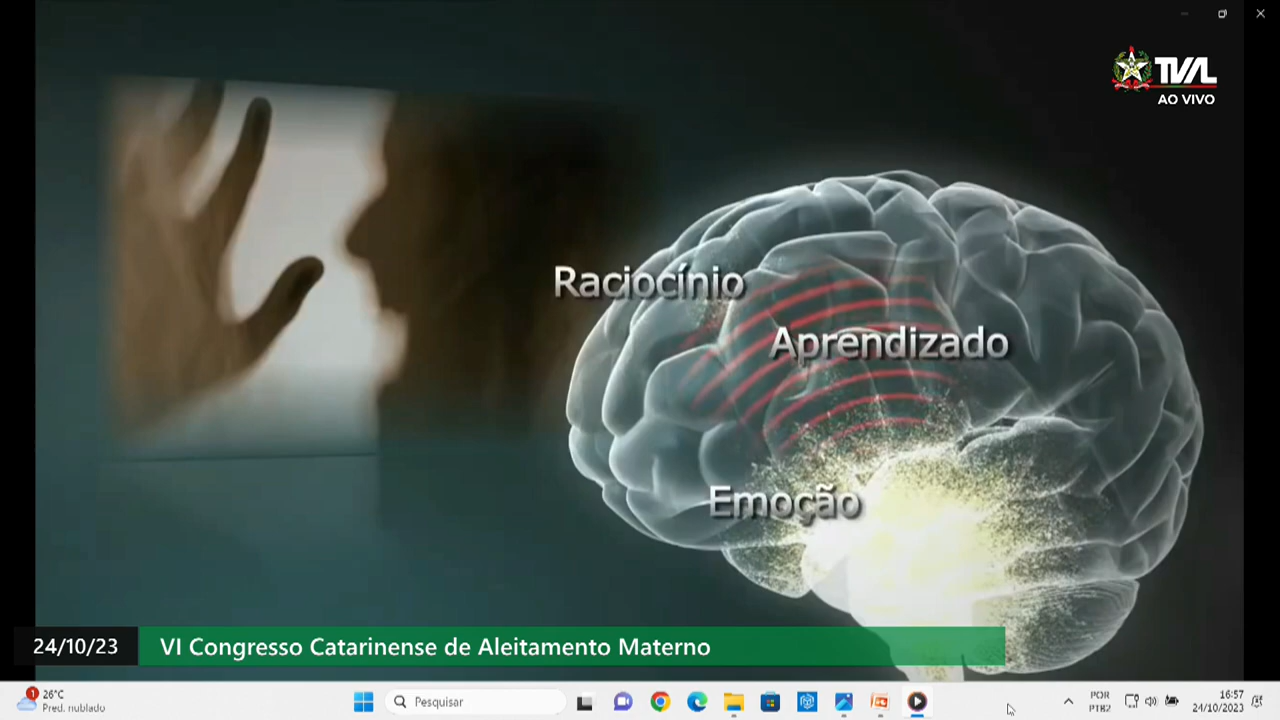 TVAL
AO VIVO
Raciocínio
Aprendizado
Emoção
24/10/23
VI Congresso Catarinense de Aleitamento Materno
1
26°C
Pred. nublado
Pesquisar
POR
PTB2
16:57
24/10/2023